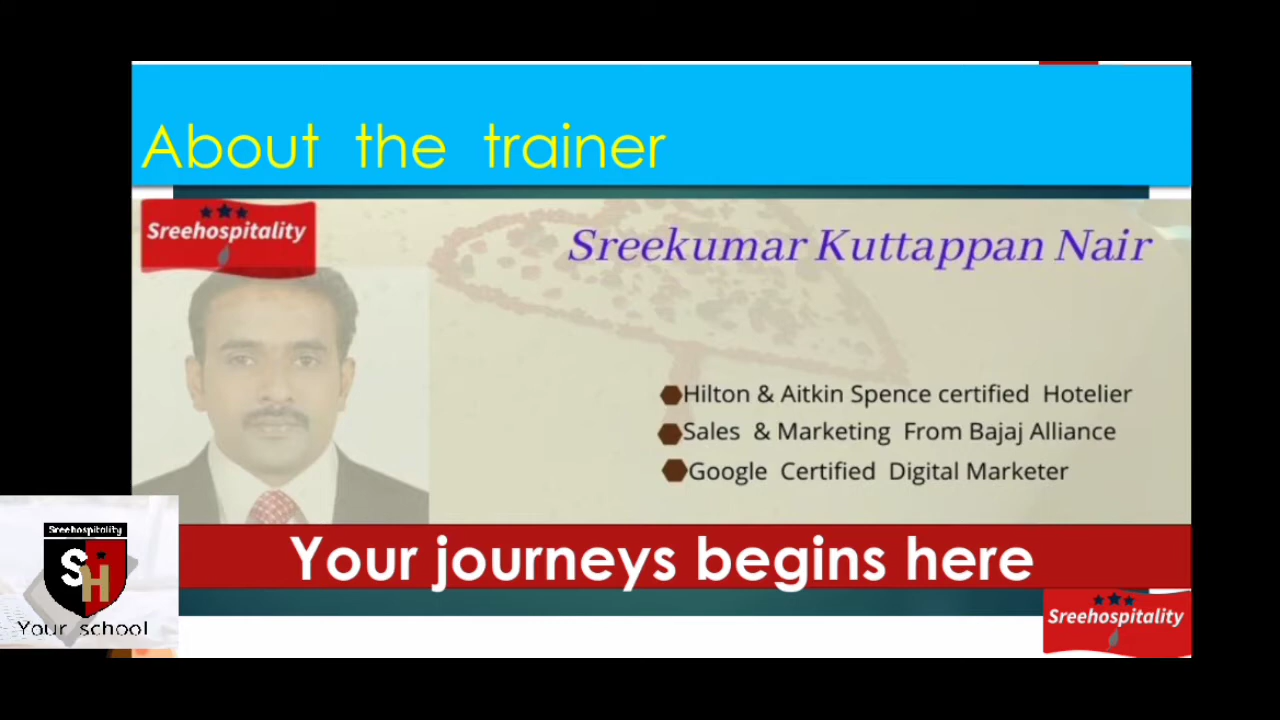 About the trainer
Sreehospitality
Sreekumar Kuttappan Nair
Hilton & Aitkin Spence certified Hotelier
Sales & Marketing From Bajaj Alliance
Google Certified Digital Marketer
Your journeys begins here
Sreehospitality
SH
Your school
Sreehospitality